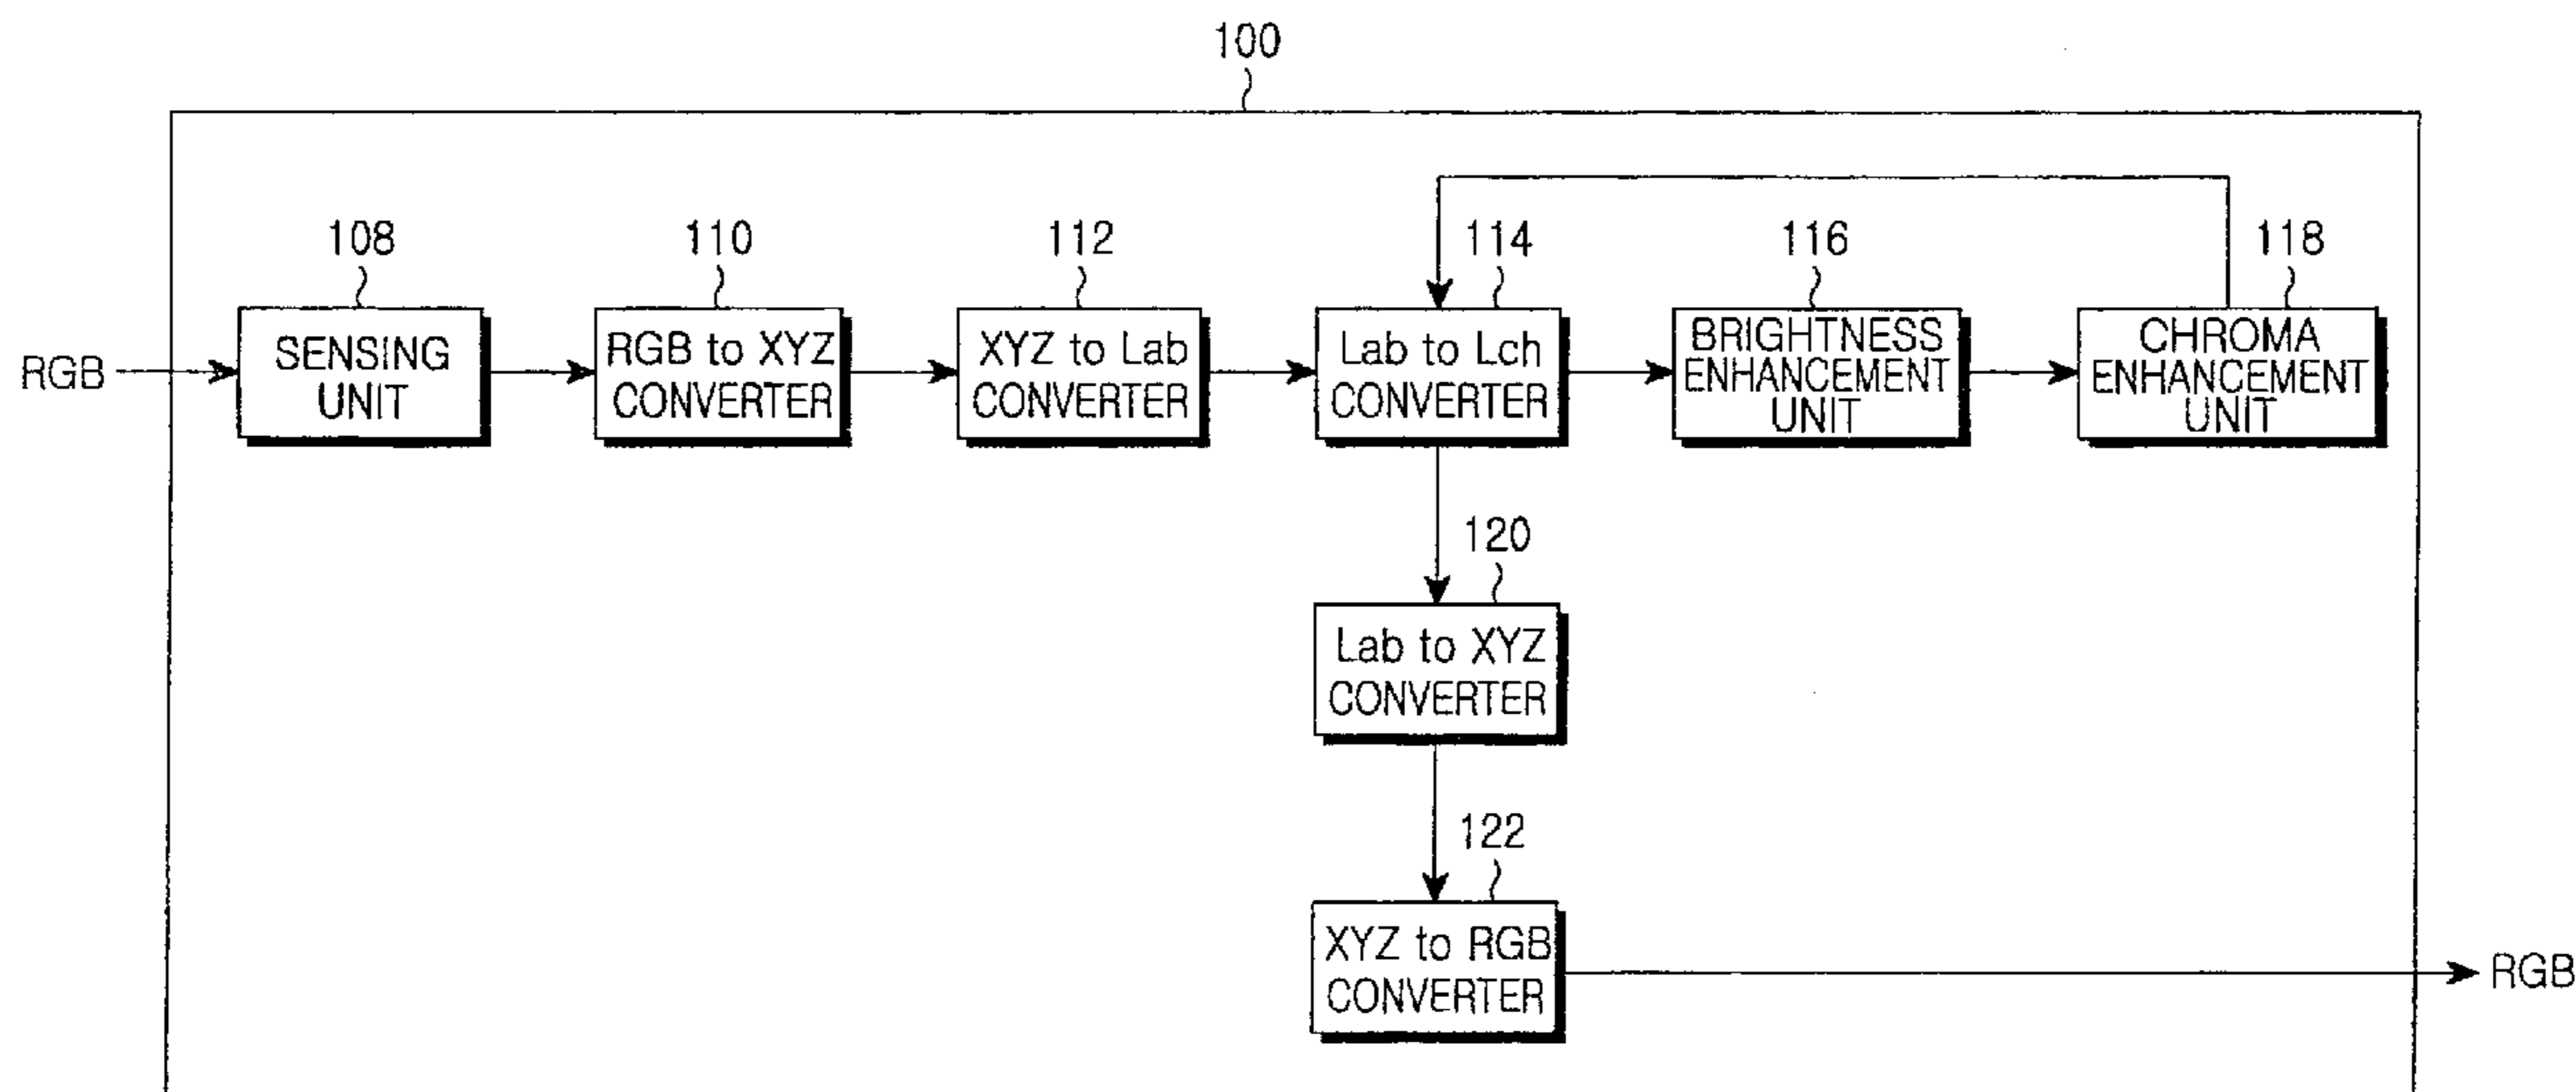 100
108
110
112
114
116
118
RGB
SENSING
UNIT
RGB to XYZ
CONVERTER
XYZ to Lab
CONVERTER
Lab to Lch
CONVERTER
BRIGHTNESS
ENHANCEMENT
UNIT
CHROMA
ENHANCEMENT
UNIT
120
Lab to XYZ
CONVERTER
122
XYZ to RGB
CONVERTER
RGB